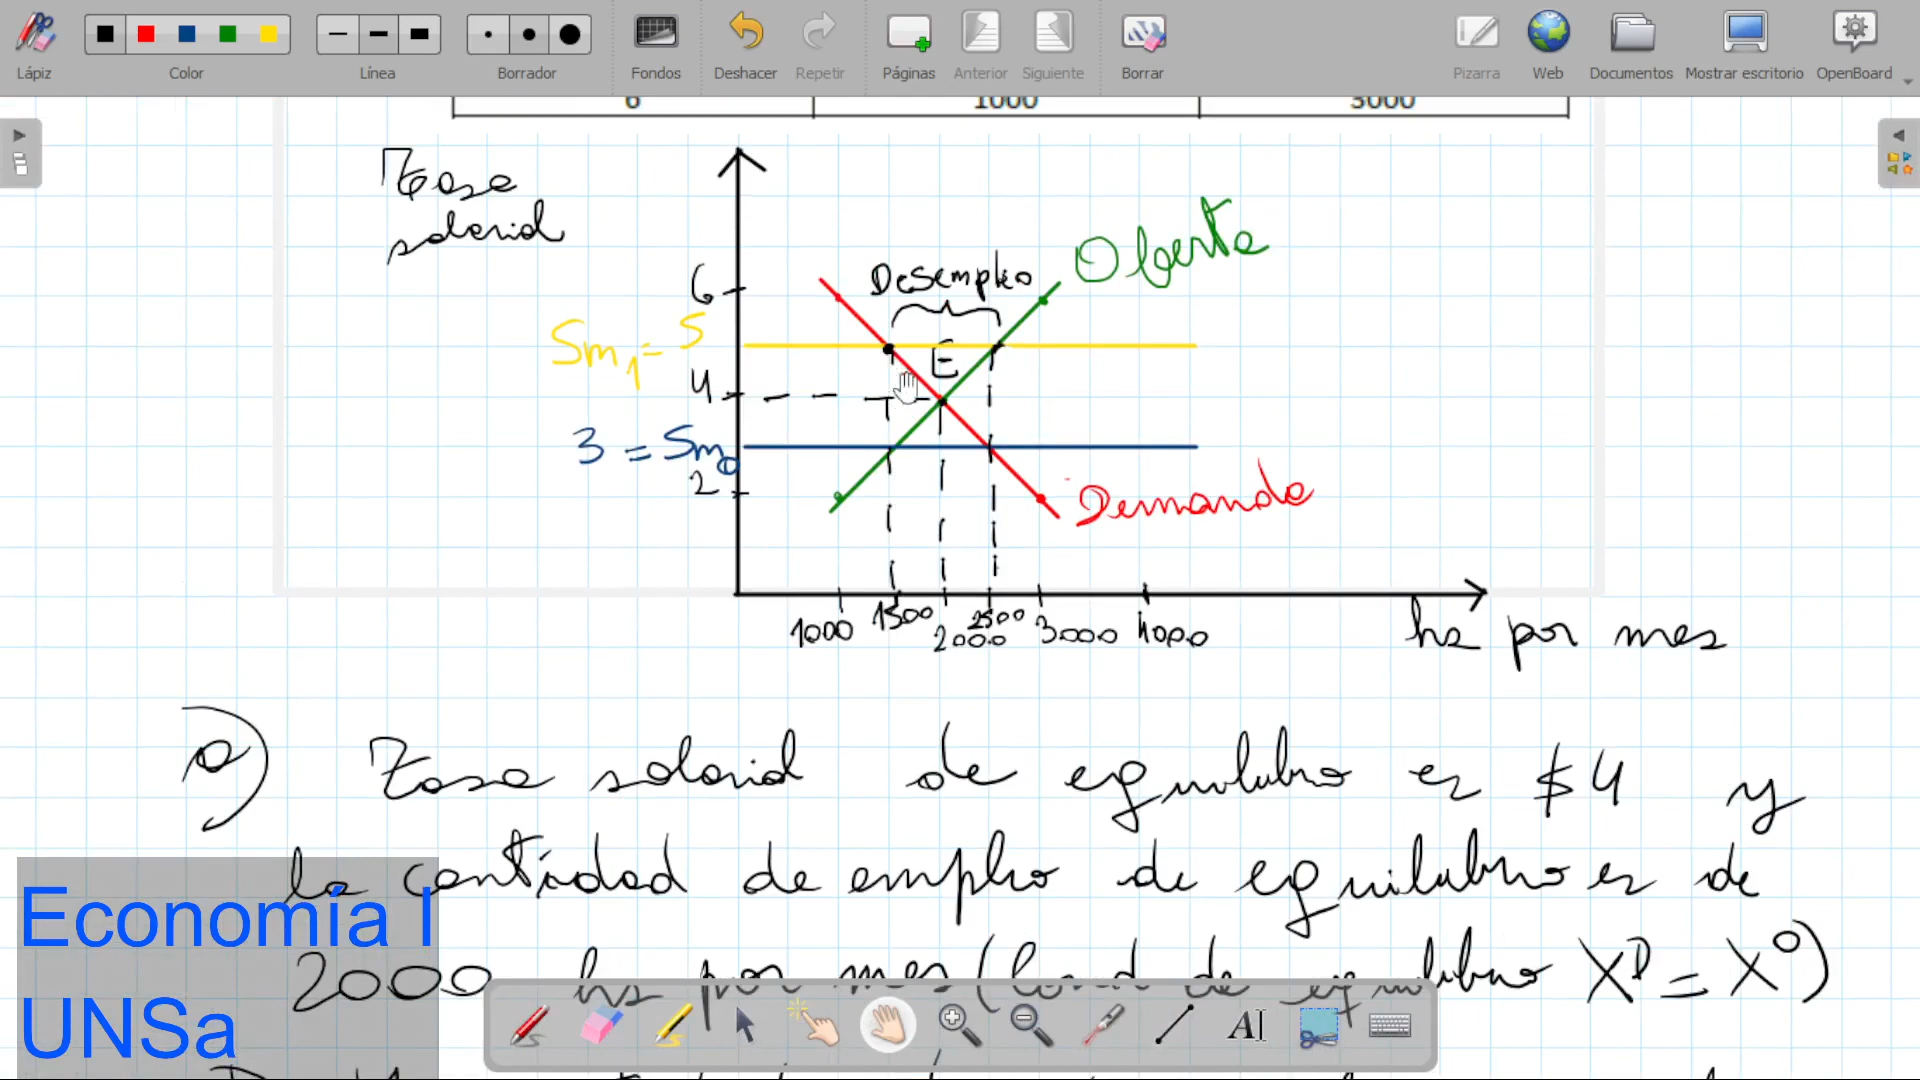 Lápiz Color Línea Borrador Fondos Deshacer Repetir Páginas Anterior Siguiente Borrar Pizarra Web Documentos Mostrar escritorio OpenBoard
6 1000 3000
Tasa
salarial
Oferta
Desempleo
6
Sm1 = 5
E
4
3 = Sm0
2
Demanda
1000 1500 2000 2500 3000 4000
hs por mes
a) Tasa salarial de equilibrio es $4 y
la cantidad de empleo de equilibrio es de
2000 hs por mes (Cond de equilibrio XD = XO)
Economía I
UNSa